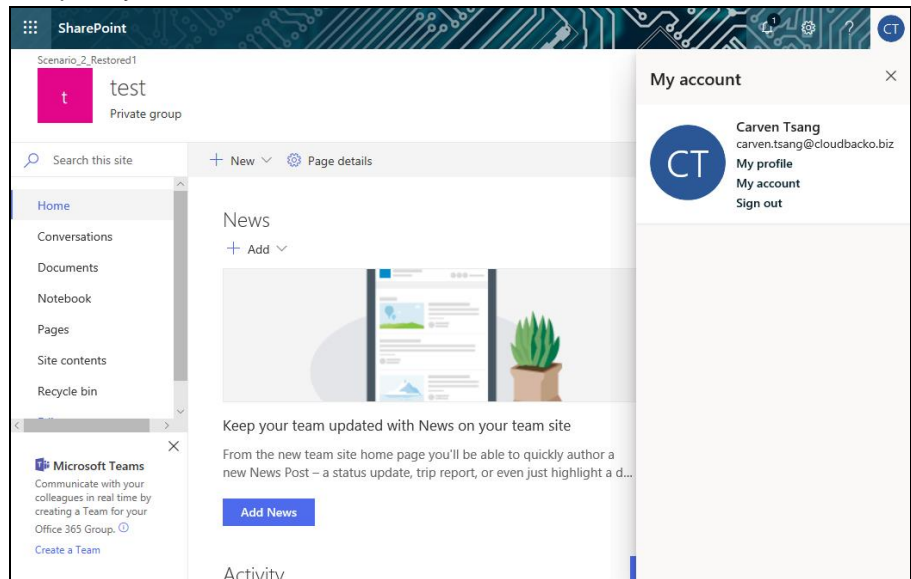 SharePoint
1
?
CT
Scenario_2_Restored1
t
test
Private group
Search this site
+ New
Page details
Home
Conversations
Documents
Notebook
Pages
Site contents
Recycle bin
Microsoft Teams
Communicate with your
colleagues in real time by
creating a Team for your
Office 365 Group.
Create a Team
News
+ Add
Keep your team updated with News on your team site
From the new team site home page you'll be able to quickly author a
new News Post – a status update, trip report, or even just highlight a d...
Add News
Activity
My account
CT
Carven Tsang
carven.tsang@cloudbacko.biz
My profile
My account
Sign out